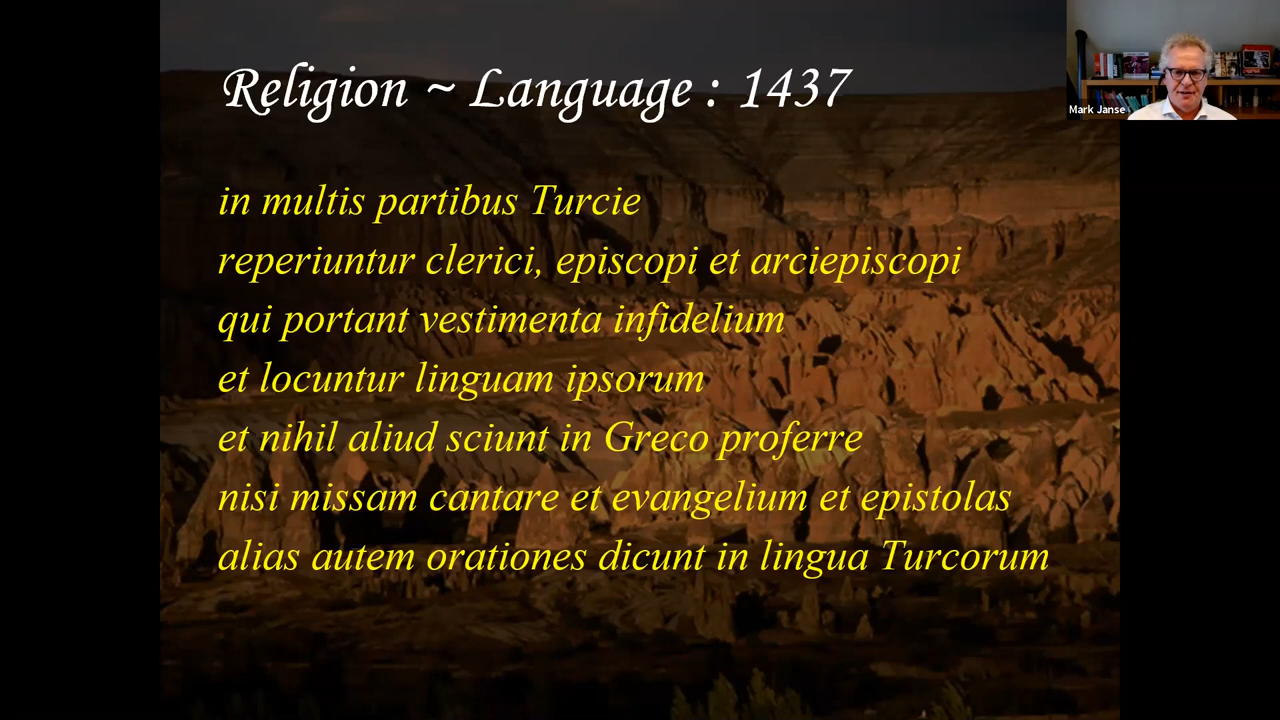 Religion ~ Language : 1437
Mark Janse
in multis partibus Turcie
reperiuntur clerici, episcopi et arciepiscopi
qui portant vestimenta infidelium
et locuntur linguam ipsorum
et nihil aliud sciunt in Greco proferre
nisi missam cantare et evangelium et epistolas
alias autem orationes dicunt in lingua Turcorum